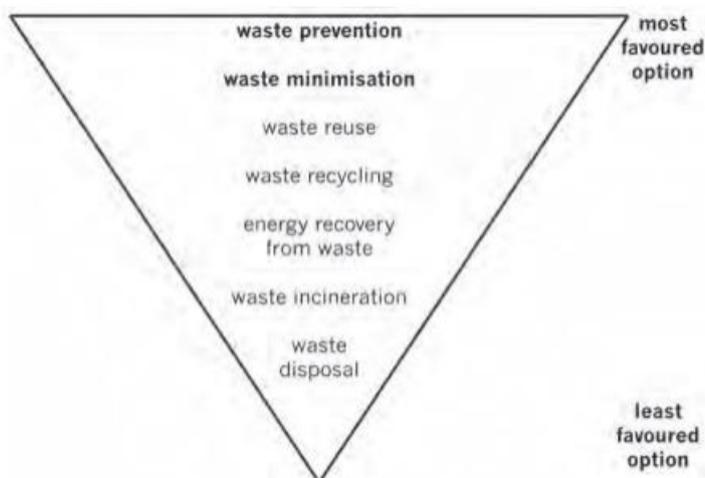 waste prevention
most
favoured
option
waste minimisation
waste reuse
waste recycling
energy recovery
from waste
waste incineration
waste
disposal
least
favoured
option